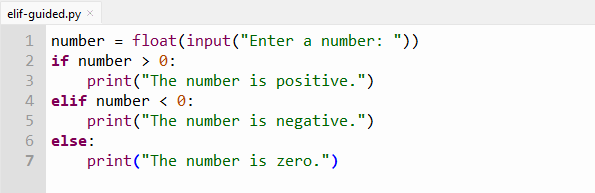 elif-guided.py ×
1 number = float(input("Enter a number: "))
2 if number > 0:
3     print("The number is positive.")
4 elif number < 0:
5     print("The number is negative.")
6 else:
7     print("The number is zero.")